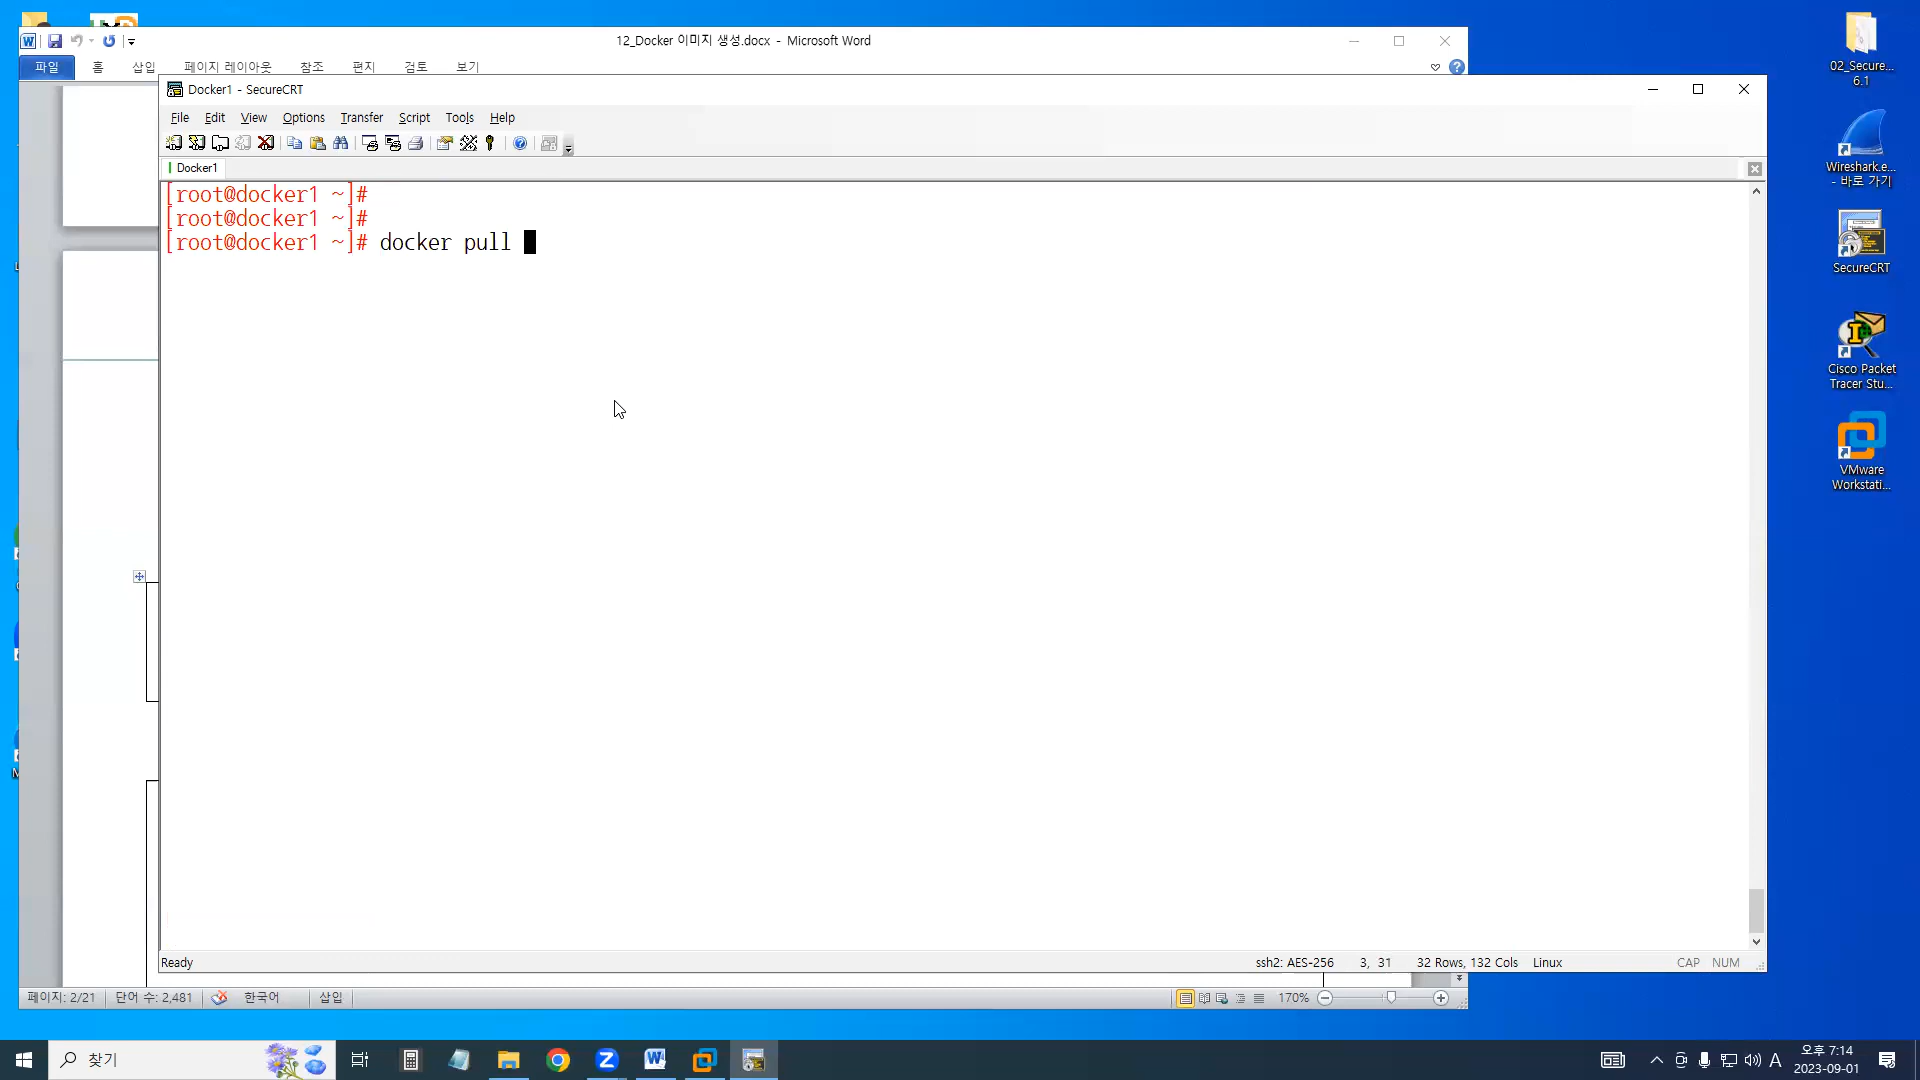 12_Docker 이미지 생성.docx - Microsoft Word
파일 홈 삽입 페이지 레이아웃 참조 편지 검토 보기
Docker1 - SecureCRT
File Edit View Options Transfer Script Tools Help
Docker1
[root@docker1 ~]#
[root@docker1 ~]#
[root@docker1 ~]# docker pull
Ready ssh2: AES-256 3, 31 32 Rows, 132 Cols Linux CAP NUM
페이지: 2/21 단어 수: 2,481 한국어 삽입 170%
02_Secure...
6.1
Wireshark.e...
- 바로 가기
SecureCRT
Cisco Packet
Tracer Stu...
VMware
Workstati...
찾기
A
오후 7:14
2023-09-01